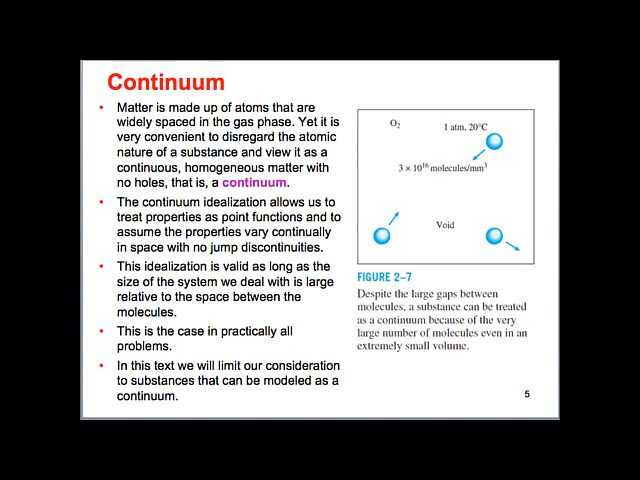 Continuum
• Matter is made up of atoms that are
widely spaced in the gas phase. Yet it is
very convenient to disregard the atomic
nature of a substance and view it as a
continuous, homogeneous matter with
no holes, that is, a continuum.
• The continuum idealization allows us to
treat properties as point functions and to
assume the properties vary continually
in space with no jump discontinuities.
• This idealization is valid as long as the
size of the system we deal with is large
relative to the space between the
molecules.
• This is the case in practically all
problems.
• In this text we will limit our consideration
to substances that can be modeled as a
continuum.
O₂
1 atm, 20°C
3 × 10¹⁶ molecules/mm³
Void
FIGURE 2–7
Despite the large gaps between
molecules, a substance can be treated
as a continuum because of the very
large number of molecules even in an
extremely small volume.
5